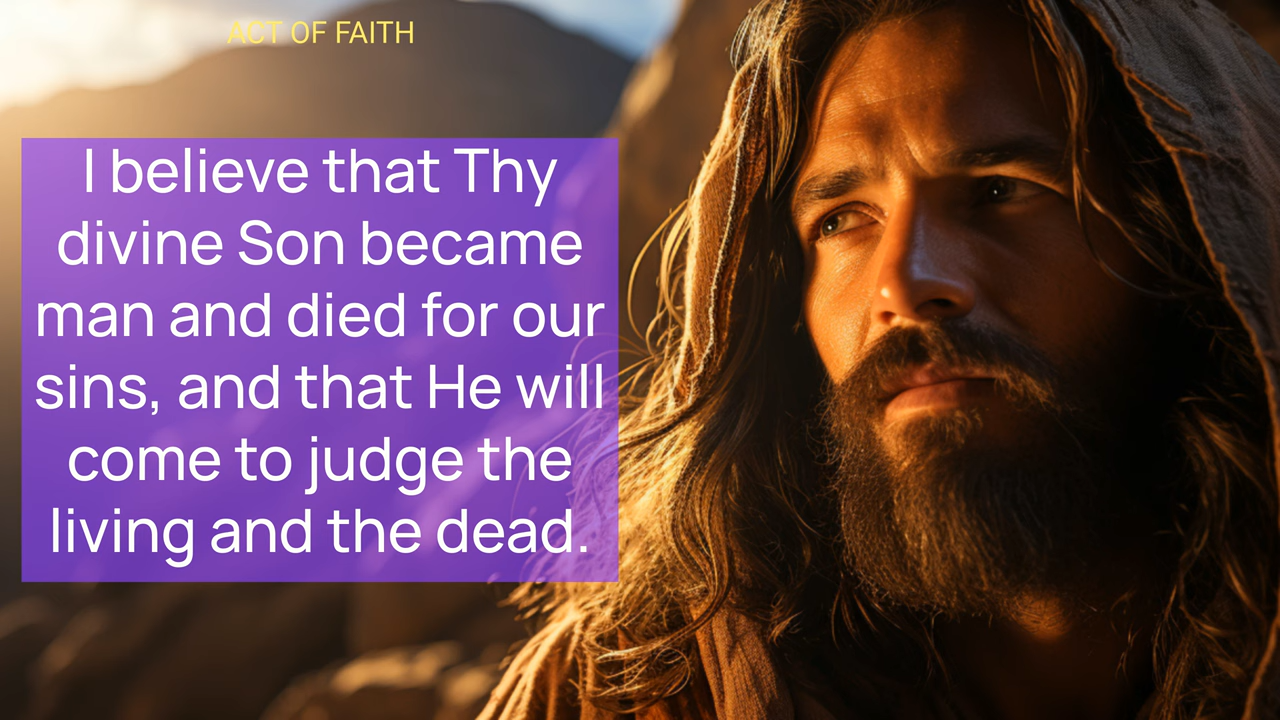 ACT OF FAITH
I believe that Thy
divine Son became
man and died for our
sins, and that He will
come to judge the
living and the dead.